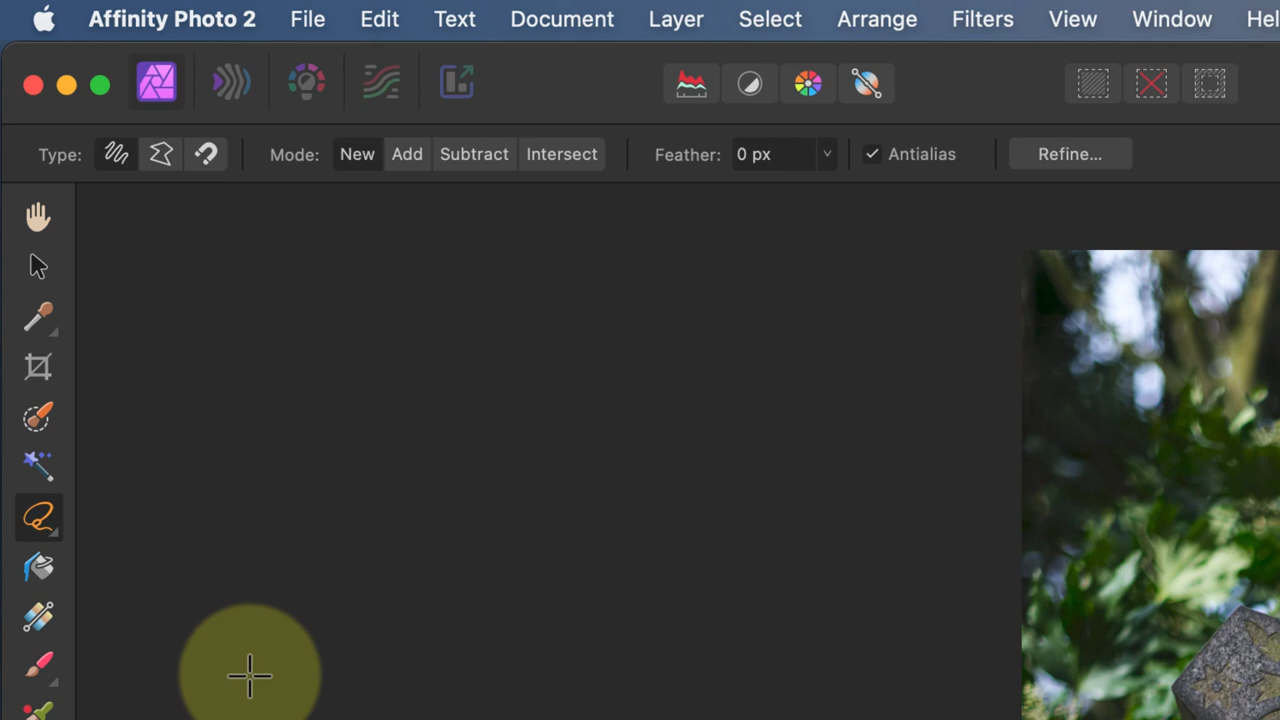 Affinity Photo 2 File Edit Text Document Layer Select Arrange Filters View Window Hel
Type: Mode: New Add Subtract Intersect Feather: 0 px Antialias Refine...